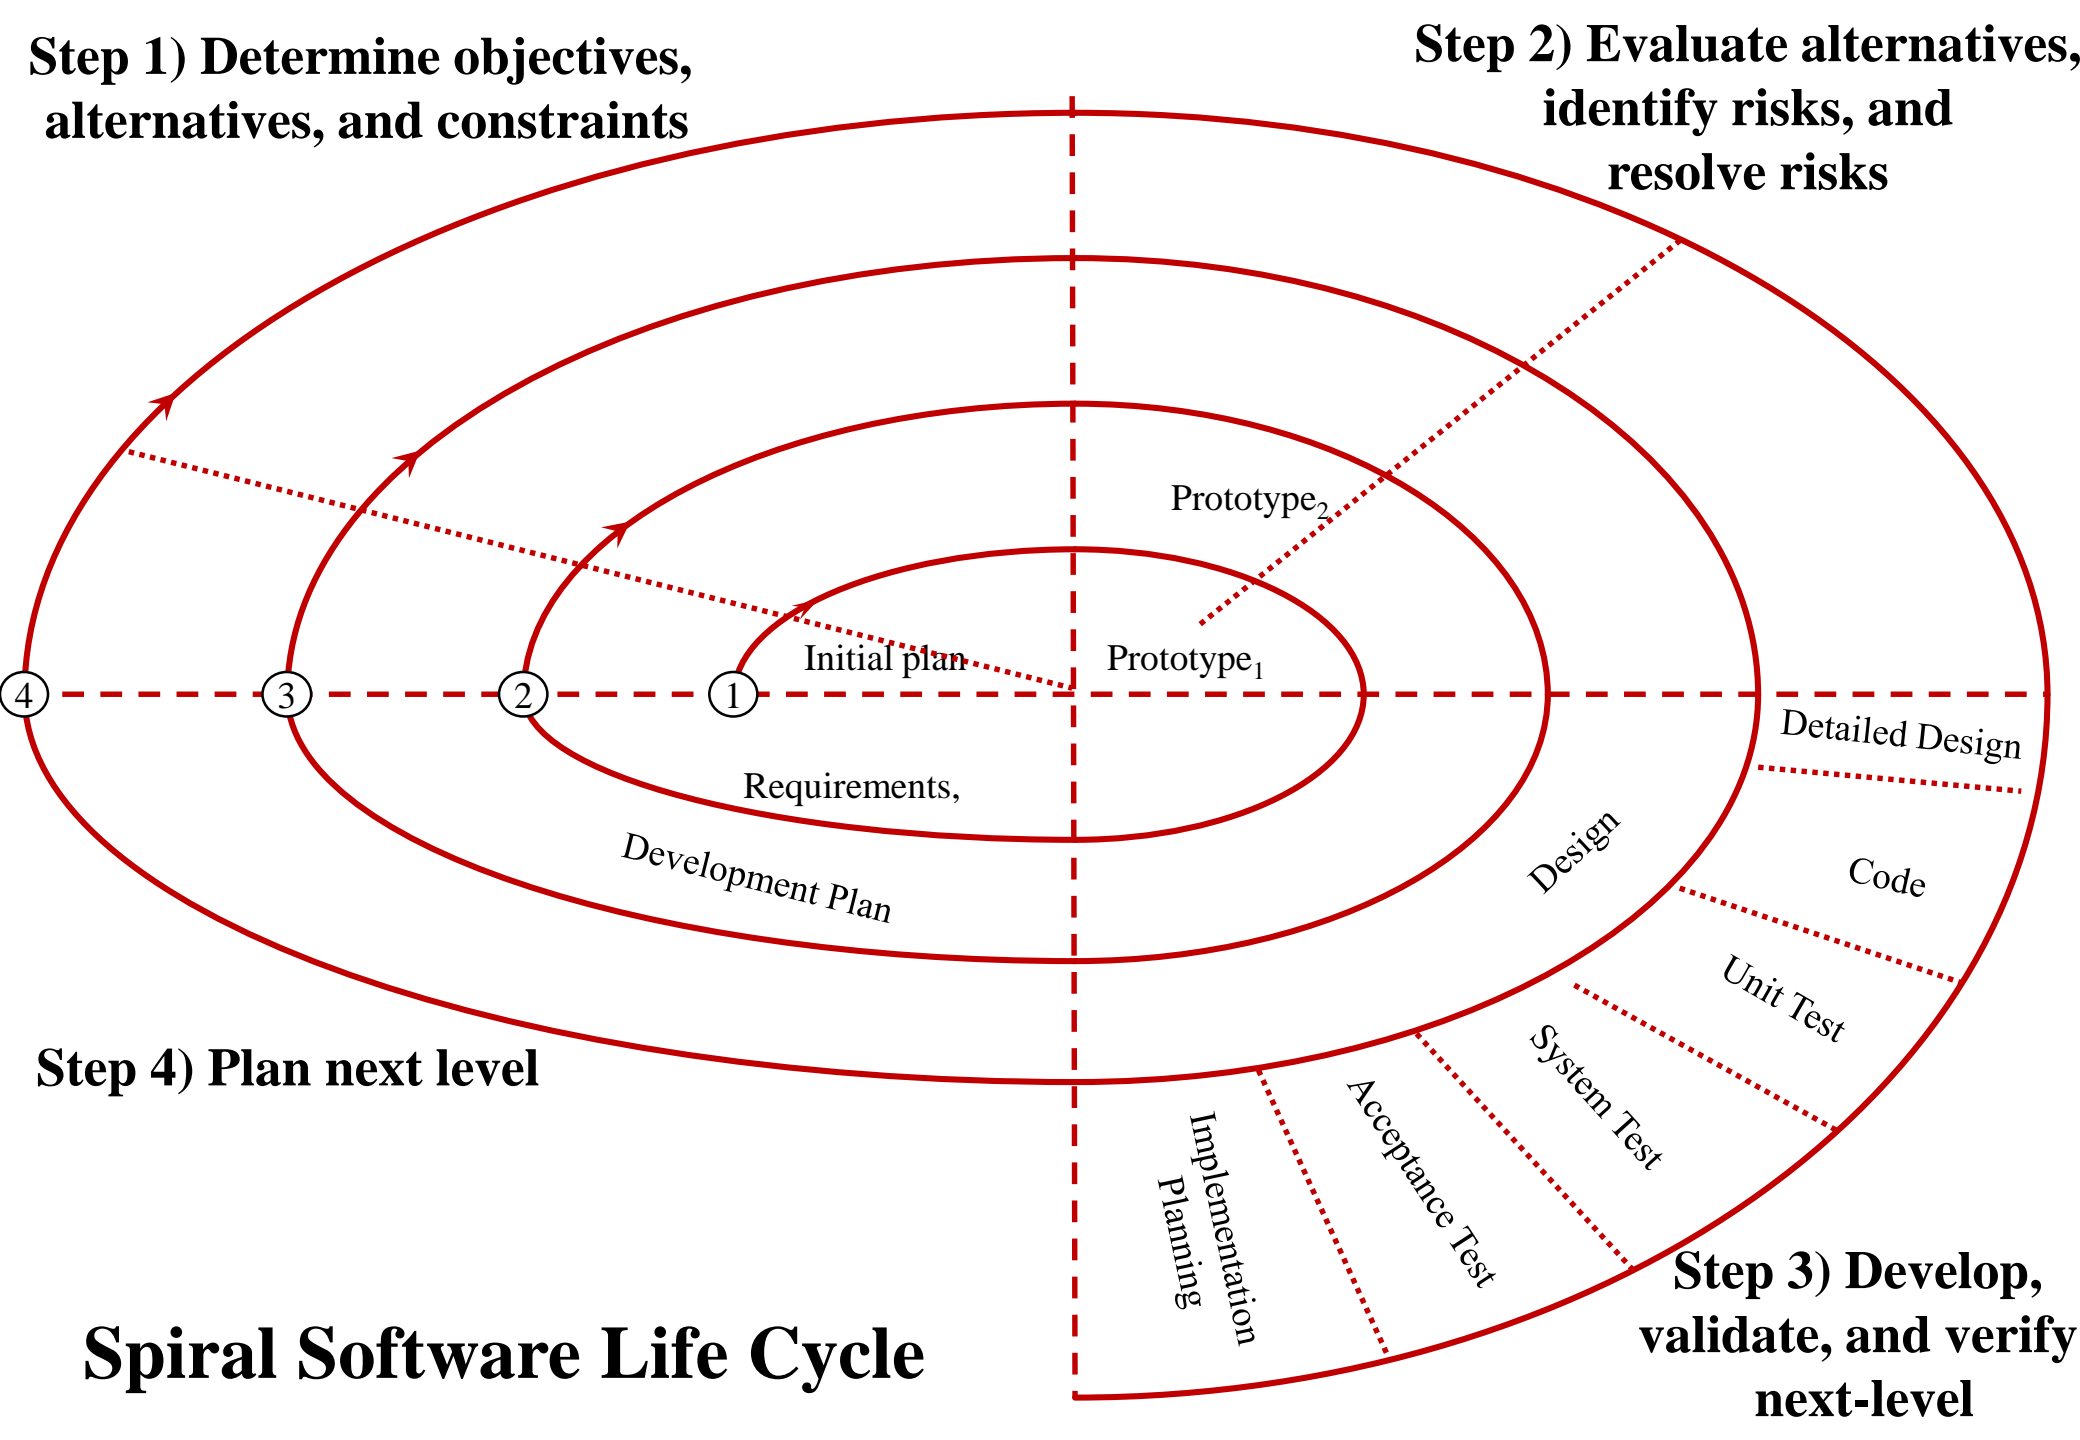 Step 1) Determine objectives,
alternatives, and constraints
Step 2) Evaluate alternatives,
identify risks, and
resolve risks
Prototype₂
Initial plan
Prototype₁
4
3
2
1
Detailed Design
Requirements,
Development Plan
Design
Code
Unit Test
System Test
Acceptance Test
Implementation
Planning
Step 4) Plan next level
Step 3) Develop,
validate, and verify
next-level
Spiral Software Life Cycle